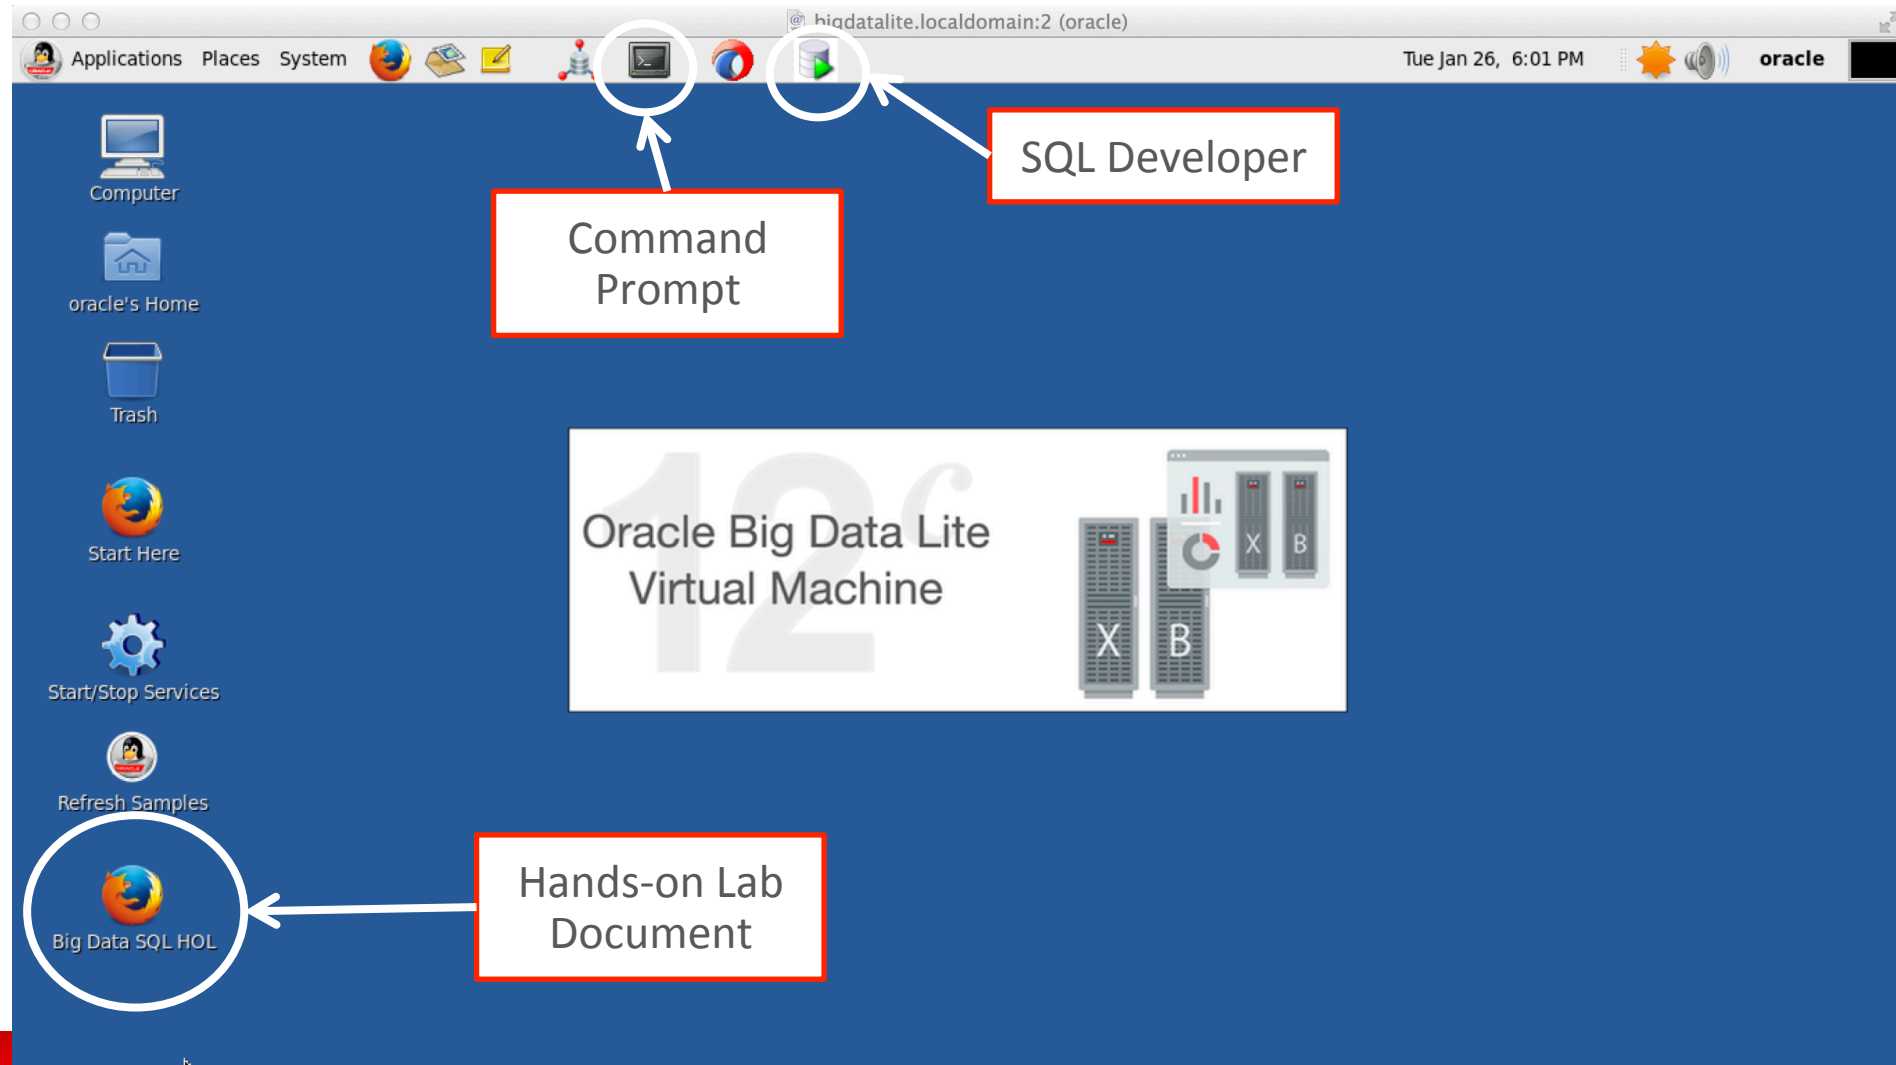 bigdatalite.localdomain:2 (oracle)
Applications Places System
Tue Jan 26, 6:01 PM
oracle
SQL Developer
Command
Prompt
Computer
oracle's Home
Trash
Start Here
Start/Stop Services
Refresh Samples
Big Data SQL HOL
12c
Oracle Big Data Lite
Virtual Machine
X B
X B
Hands-on Lab
Document